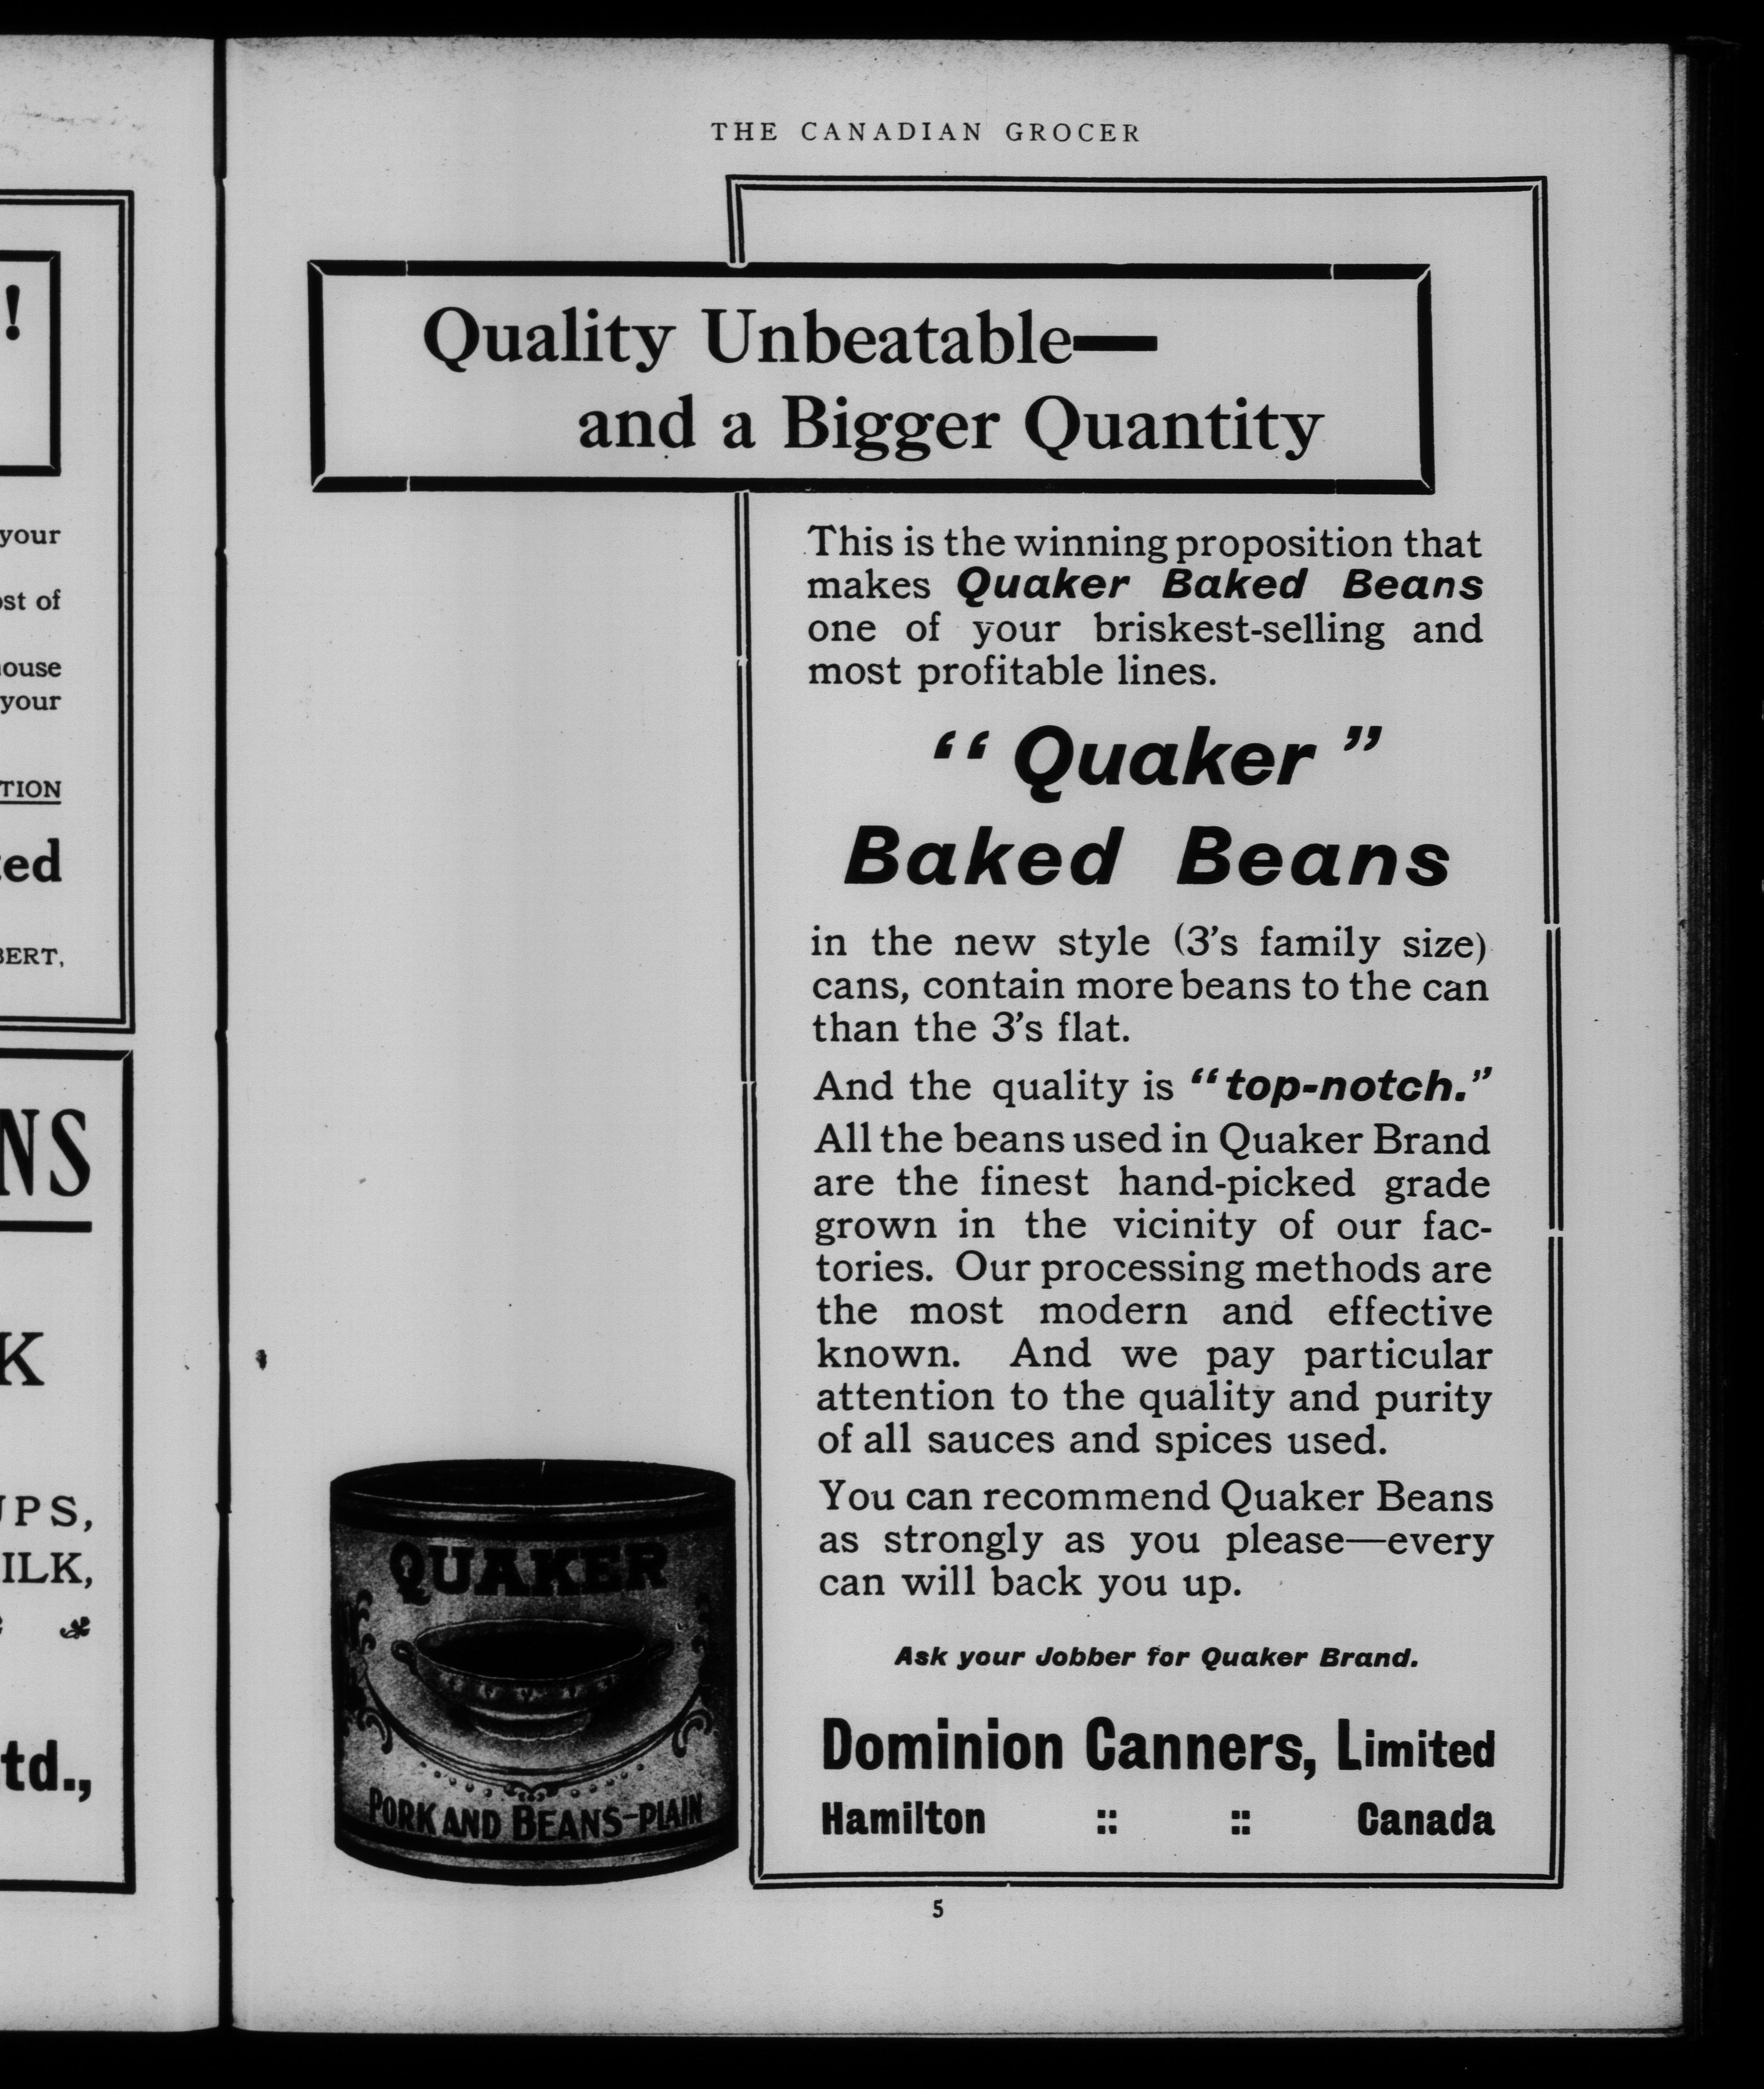 !
your
ost of
ouse
your
TION
ted
BERT,
NS
K
UPS,
ILK,
td.,
THE CANADIAN GROCER
Quality Unbeatable—
and a Bigger Quantity
This is the winning proposition that
makes Quaker Baked Beans
one of your briskest-selling and
most profitable lines.
“Quaker”
Baked Beans
in the new style (3’s family size)
cans, contain more beans to the can
than the 3’s flat.
And the quality is “top-notch.”
All the beans used in Quaker Brand
are the finest hand-picked grade
grown in the vicinity of our fac-
tories. Our processing methods are
the most modern and effective
known. And we pay particular
attention to the quality and purity
of all sauces and spices used.
You can recommend Quaker Beans
as strongly as you please—every
can will back you up.
Ask your Jobber for Quaker Brand.
Dominion Canners, Limited
Hamilton :: :: Canada
QUAKER
PORK AND BEANS-PLAIN
5